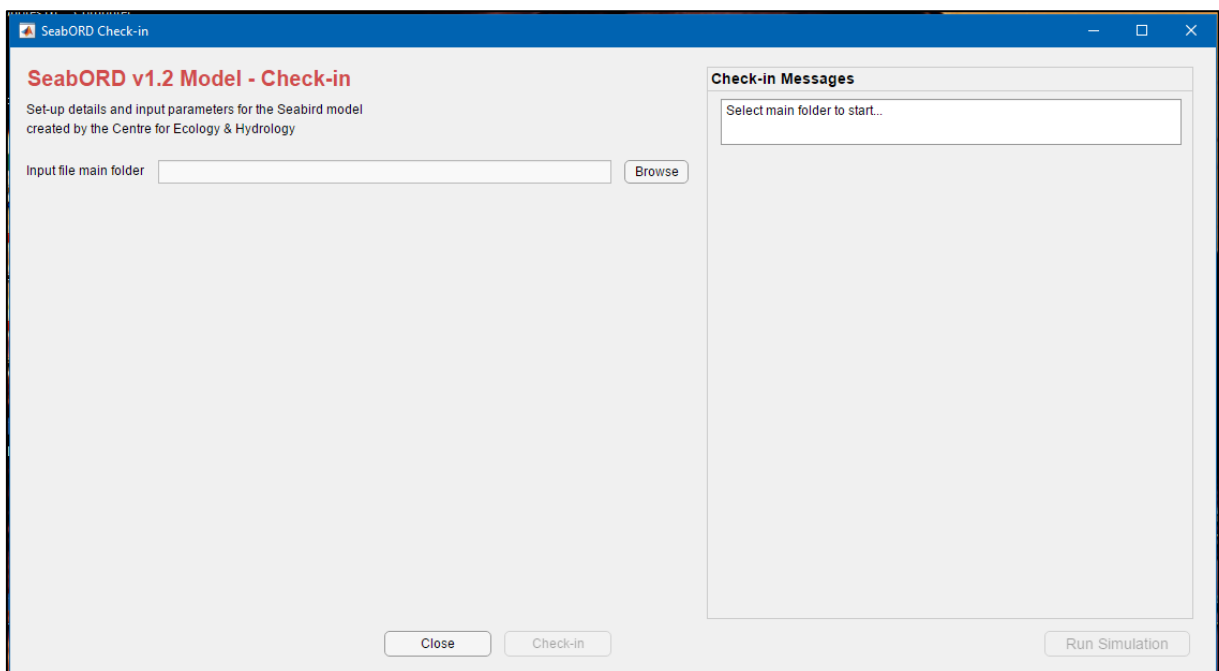 SeabORD Check-in
SeabORD v1.2 Model - Check-in
Set-up details and input parameters for the Seabird model
created by the Centre for Ecology & Hydrology
Input file main folder
Browse
Check-in Messages
Select main folder to start...
Close
Check-in
Run Simulation